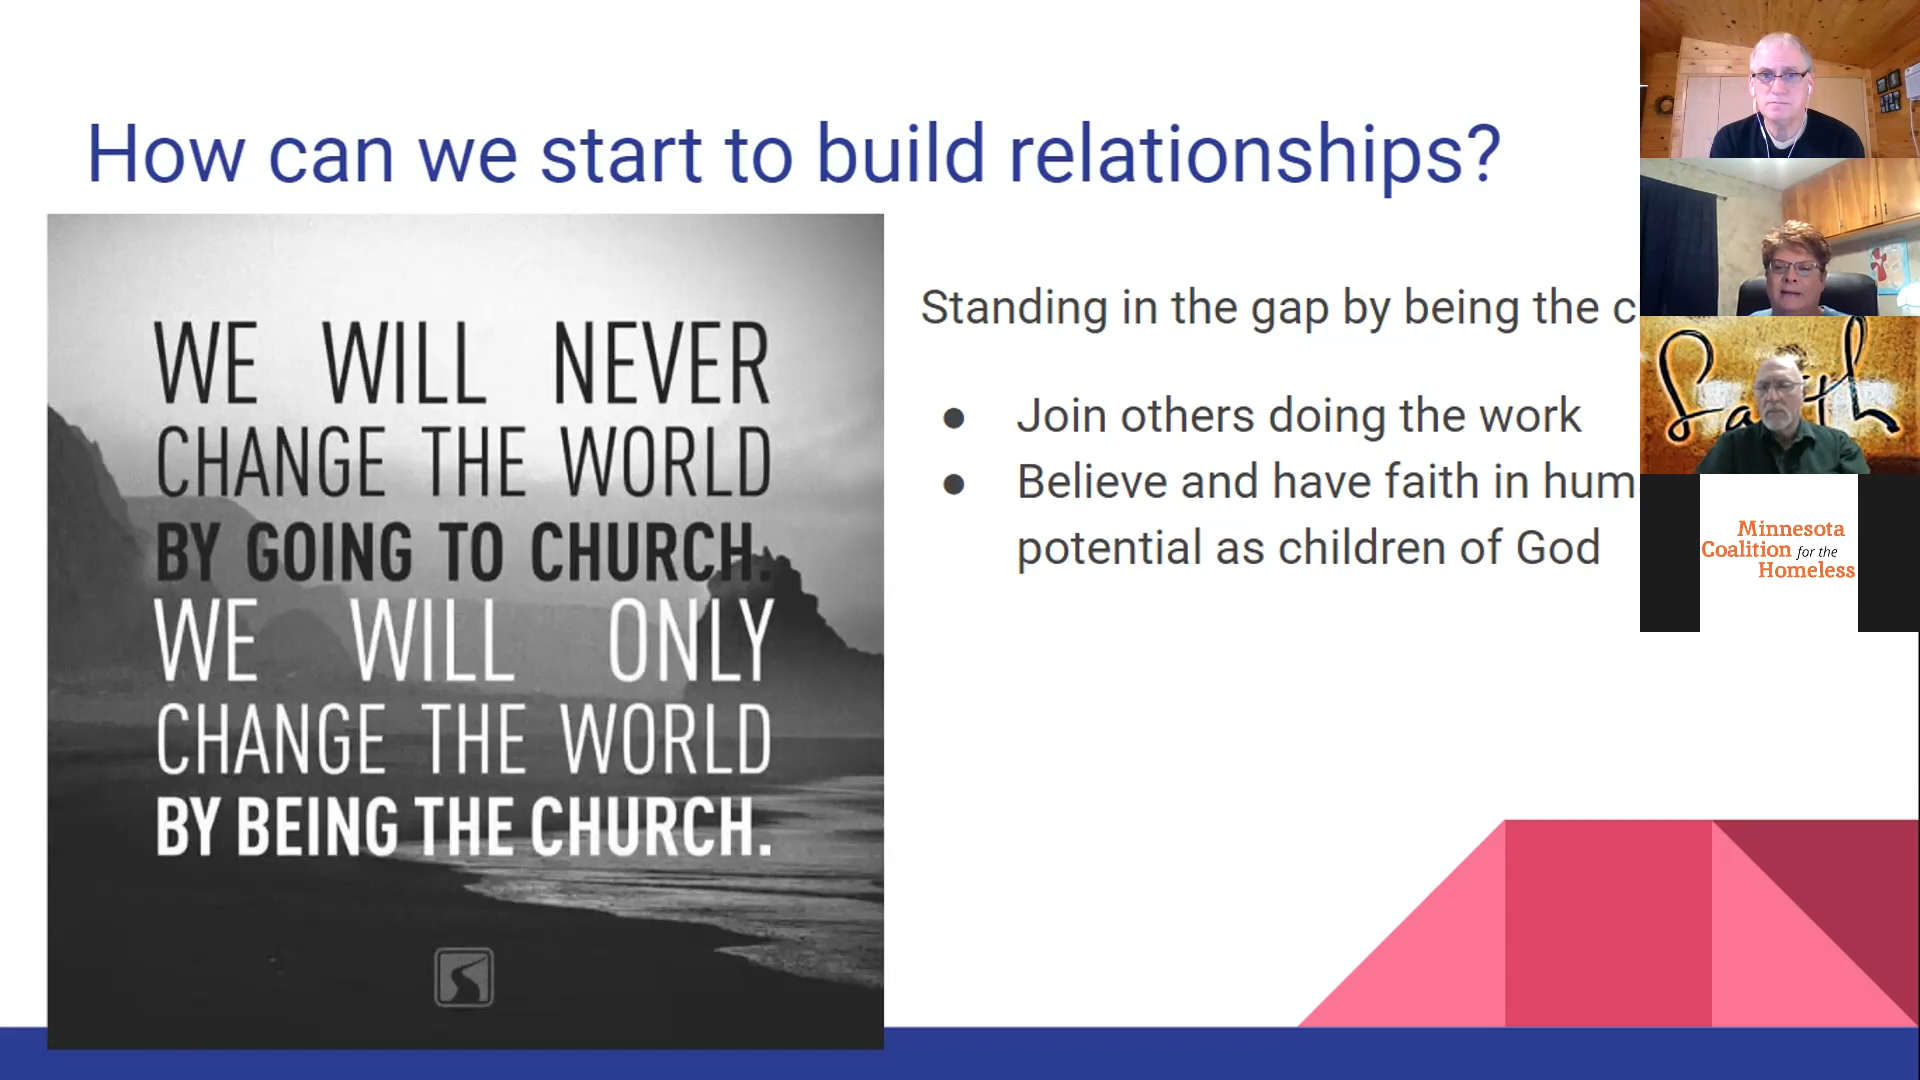 How can we start to build relationships?
WE WILL NEVER
CHANGE THE WORLD
BY GOING TO CHURCH.
WE WILL ONLY
CHANGE THE WORLD
BY BEING THE CHURCH.
Standing in the gap by being the
● Join others doing the work
● Believe and have faith in
potential as children of God
Faith
Minnesota
Coalition for the
Homeless